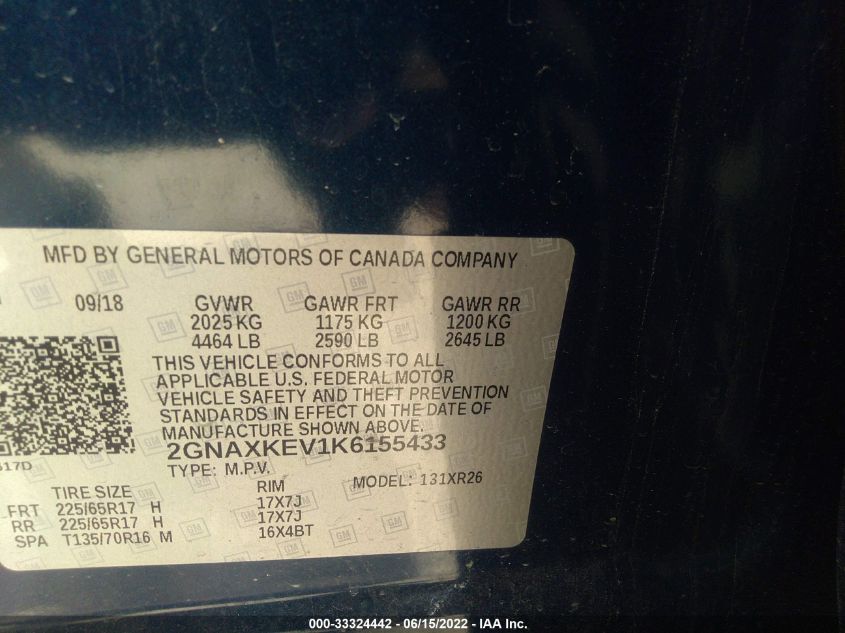 MFD BY GENERAL MOTORS OF CANADA COMPANY
09/18 GVWR GAWR FRT GAWR RR
2025 KG 1175 KG 1200 KG
4464 LB 2590 LB 2645 LB
THIS VEHICLE CONFORMS TO ALL
APPLICABLE U.S. FEDERAL MOTOR
VEHICLE SAFETY AND THEFT PREVENTION
STANDARDS IN EFFECT ON THE DATE OF
MANUFACTURE SHOWN ABOVE.
2GNAXKEV1K6155433
TYPE: M.P.V. MODEL: 131XR26
TIRE SIZE RIM
FRT 225/65R17 H 17X7J
RR 225/65R17 H 17X7J
SPA T135/70R16 M 16X4BT
GM
000-33324442 - 06/15/2022 - © IAA Inc.